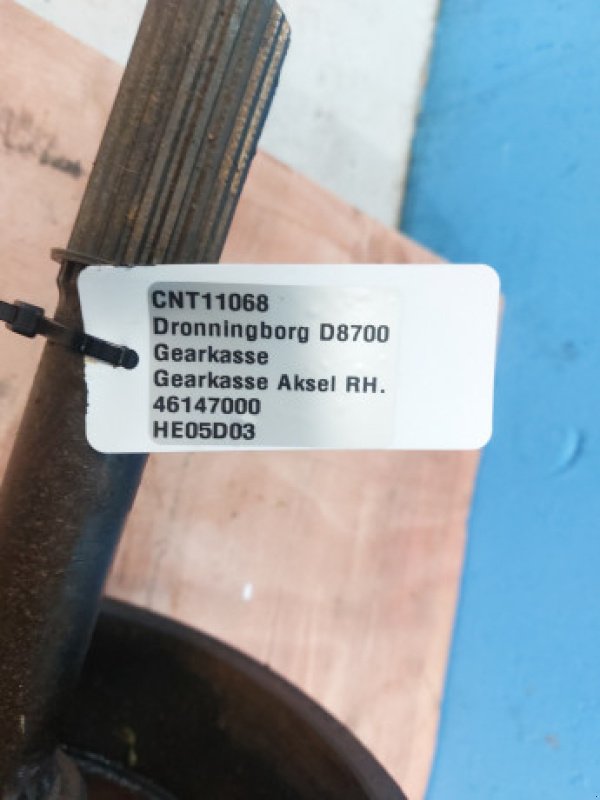 CNT11068
Dronningborg D8700
Gearkasse
Gearkasse Aksel RH.
46147000
HE05D03